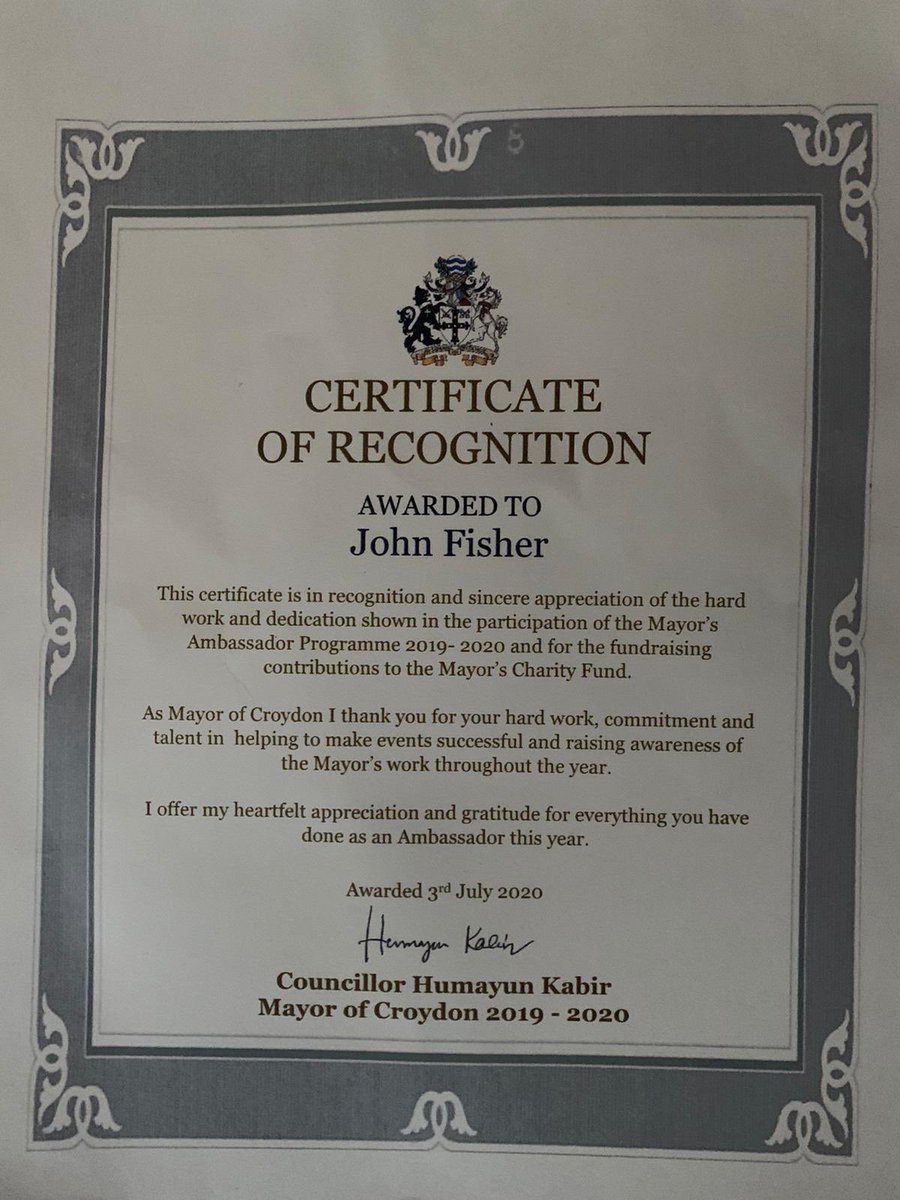 CERTIFICATE
OF RECOGNITION
AWARDED TO
John Fisher
This certificate is in recognition and sincere appreciation of the hard
work and dedication shown in the participation of the Mayor's
Ambassador Programme 2019- 2020 and for the fundraising
contributions to the Mayor's Charity Fund.
As Mayor of Croydon I thank you for your hard work, commitment and
talent in  helping to make events successful and raising awareness of
the Mayor's work throughout the year.
I offer my heartfelt appreciation and gratitude for everything you have
done as an Ambassador this year.
Awarded 3rd July 2020
Humayun Kabir
Councillor Humayun Kabir
Mayor of Croydon 2019 - 2020